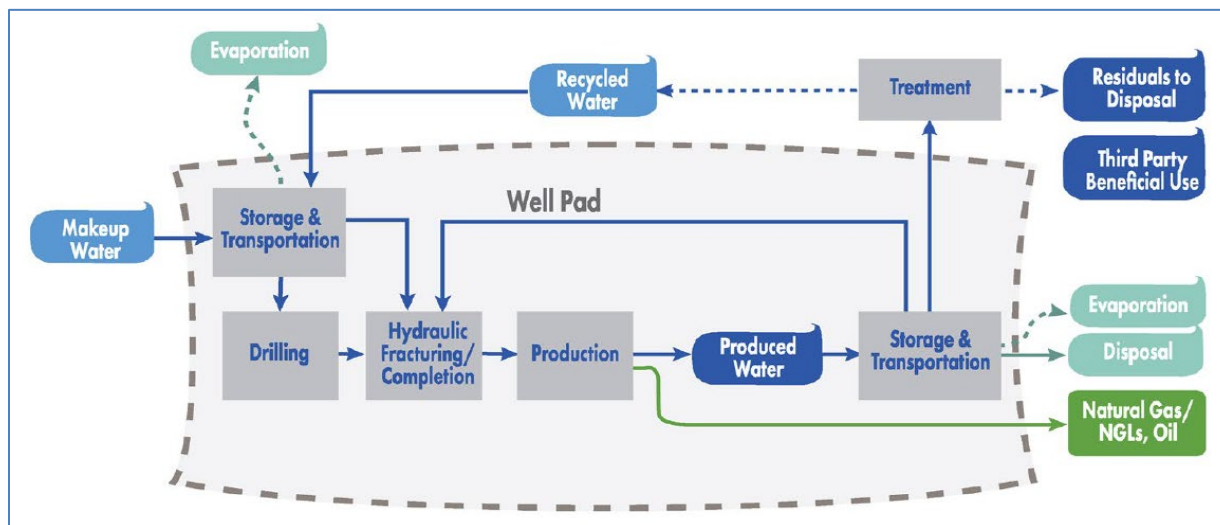 Evaporation
Recycled
Water
Treatment
Residuals to
Disposal
Third Party
Beneficial Use
Well Pad
Makeup
Water
Storage &
Transportation
Drilling
Hydraulic
Fracturing/
Completion
Production
Produced
Water
Storage &
Transportation
Evaporation
Disposal
Natural Gas/
NGLs, Oil